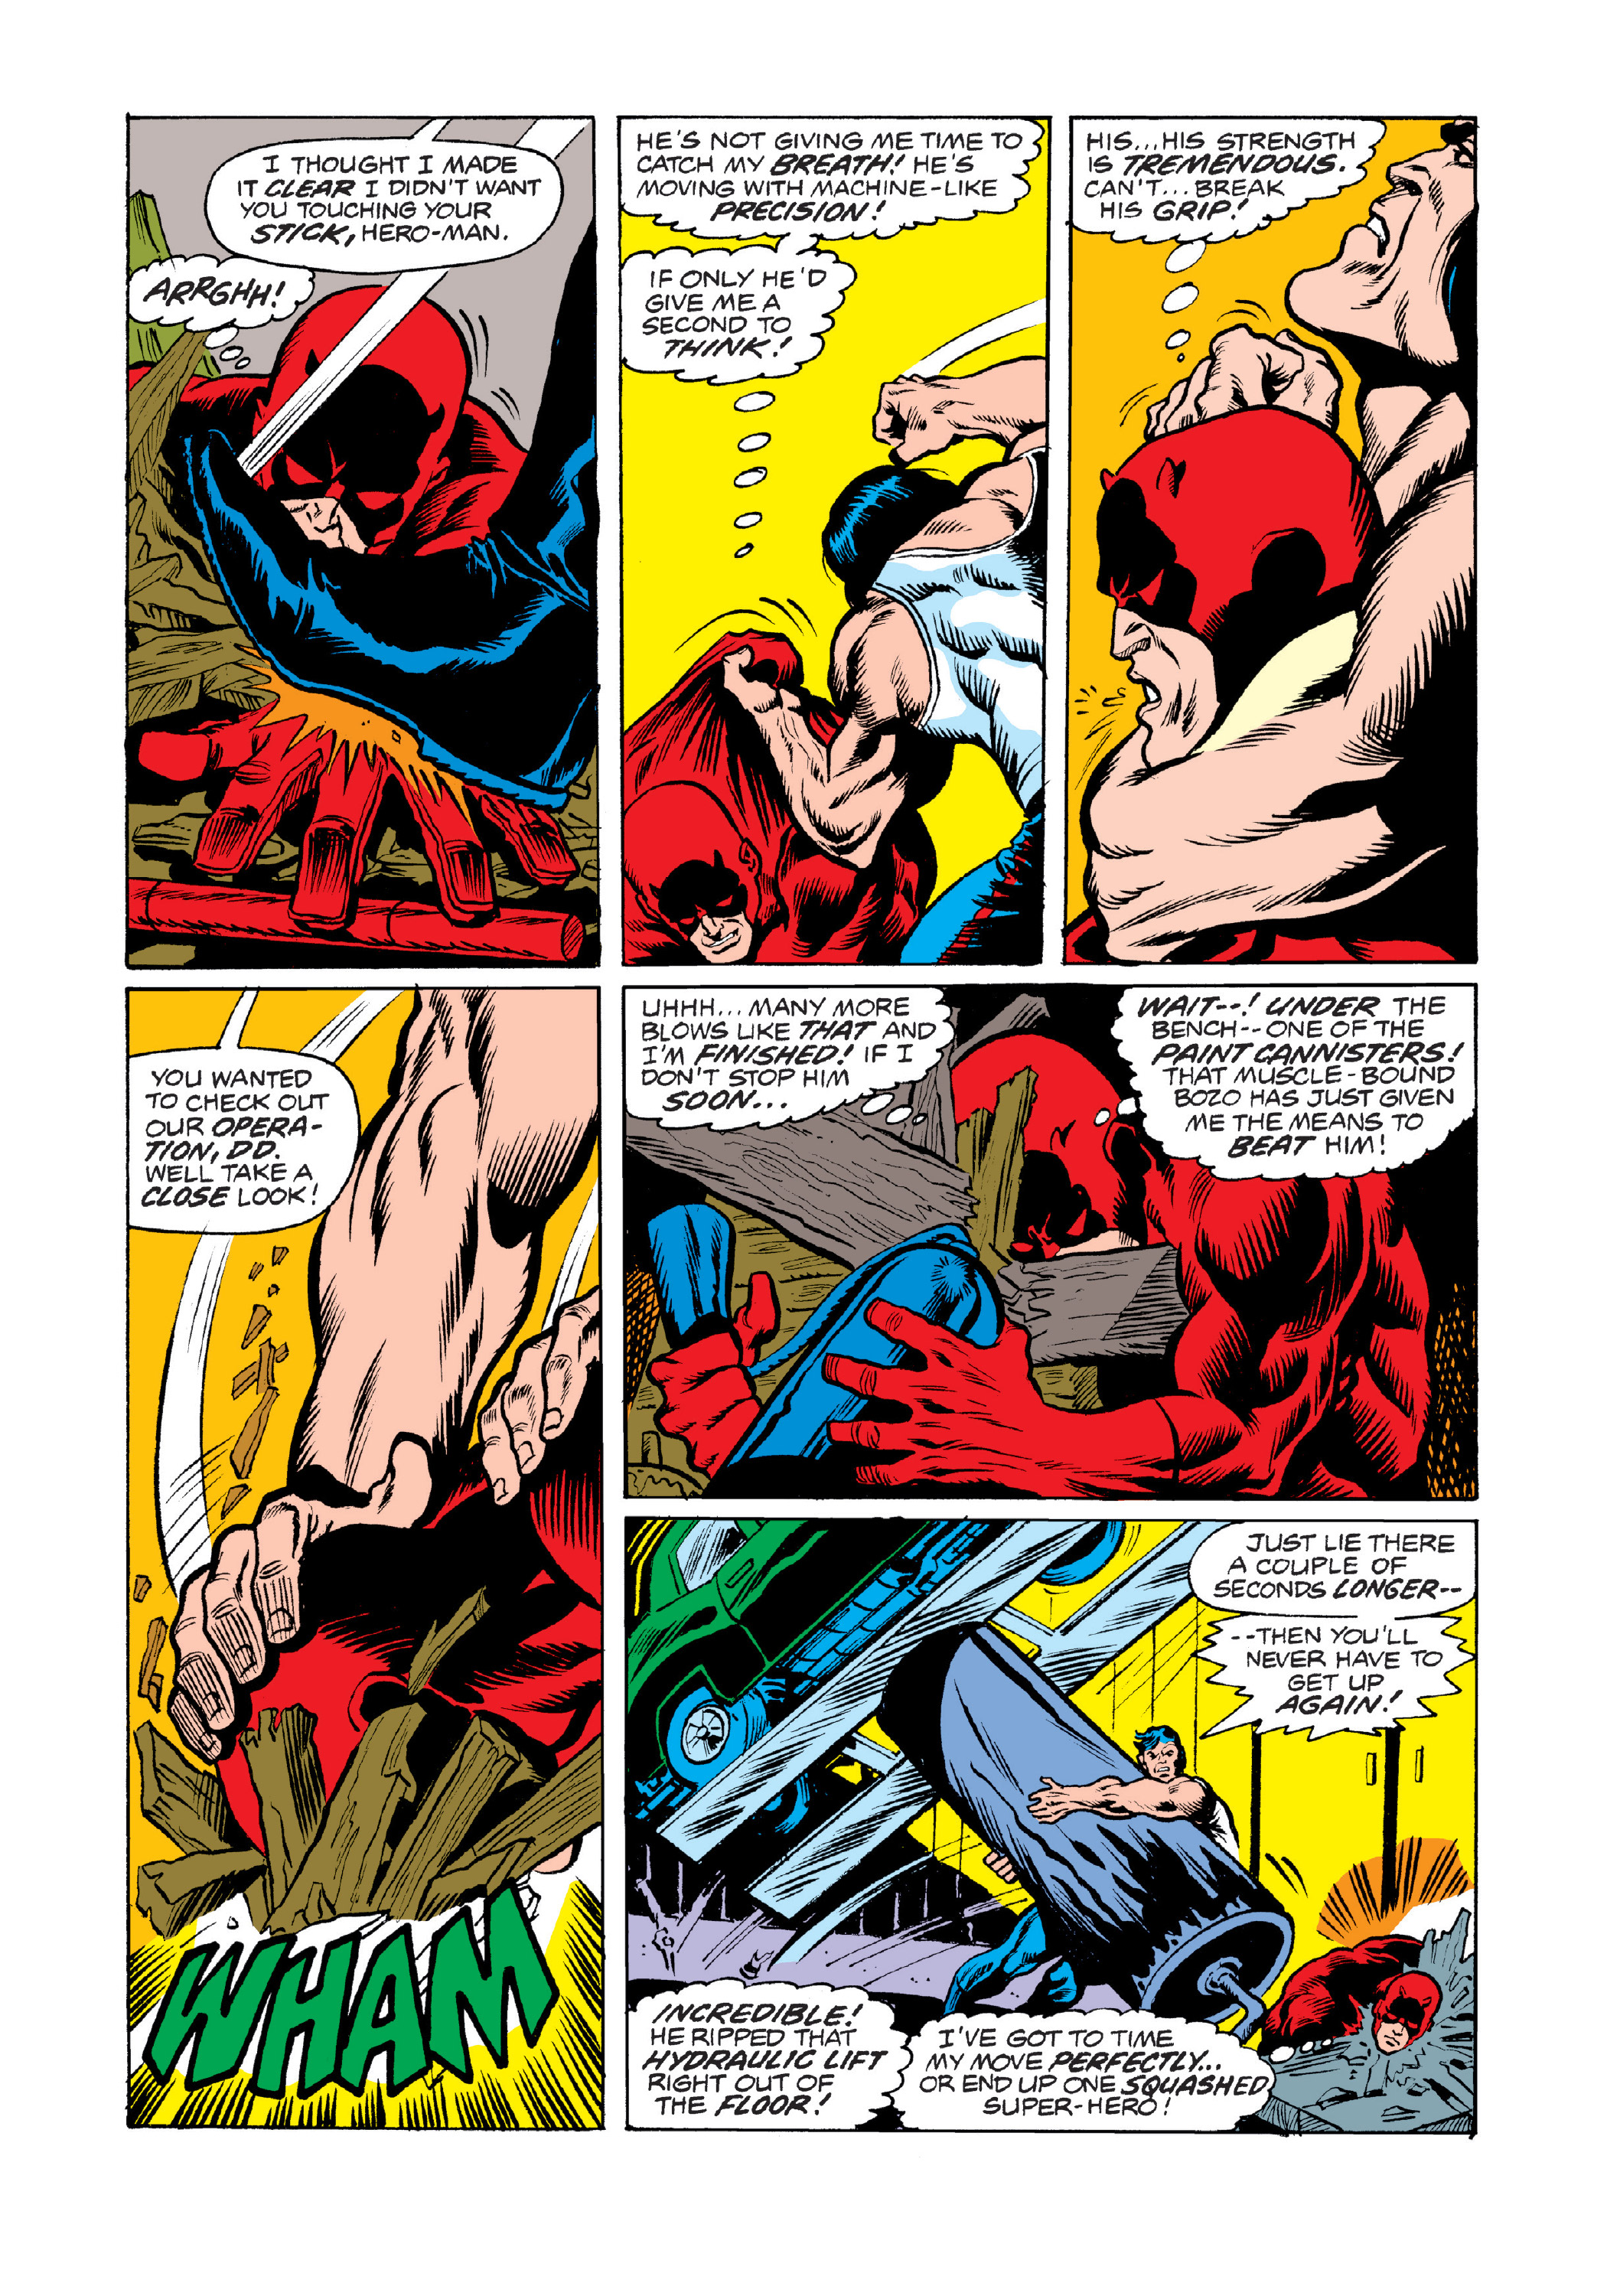 I THOUGHT I MADE
IT CLEAR I DIDN'T WANT
YOU TOUCHING YOUR
STICK, HERO-MAN.
ARRGHH!
HE'S NOT GIVING ME TIME TO
CATCH MY BREATH! HE'S
MOVING WITH MACHINE-LIKE
PRECISION!
IF ONLY HE'D
GIVE ME A
SECOND TO
THINK!
HIS...HIS STRENGTH
IS TREMENDOUS.
CAN'T...BREAK
HIS GRIP!
YOU WANTED
TO CHECK OUT
OUR OPERA-
TION, DD.
WELL TAKE A
CLOSE LOOK!
WHAM
UHHH...MANY MORE
BLOWS LIKE THAT AND
I'M FINISHED! IF I
DON'T STOP HIM
SOON...
WAIT--! UNDER THE
BENCH--ONE OF THE
PAINT CANNISTERS!
THAT MUSCLE-BOUND
BOZO HAS JUST GIVEN
ME THE MEANS TO
BEAT HIM!
JUST LIE THERE
A COUPLE OF
SECONDS LONGER--
--THEN YOU'LL
NEVER HAVE TO
GET UP
AGAIN!
INCREDIBLE!
HE RIPPED THAT
HYDRAULIC LIFT
RIGHT OUT OF
THE FLOOR!
I'VE GOT TO TIME
MY MOVE PERFECTLY...
OR END UP ONE SQUASHED
SUPER-HERO!